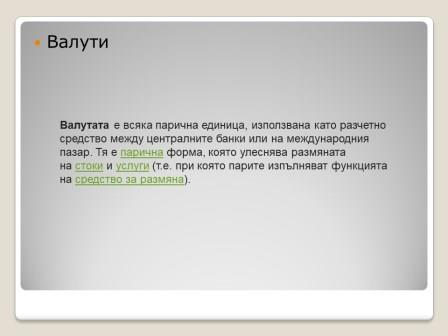 Валути
Валутата е всяка парична единица, използвана като разчетно
средство между централните банки или на международния
пазар. Тя е парична форма, която улеснява размяната
на стоки и услуги (т.е. при която парите изпълняват функцията
на средство за размяна).